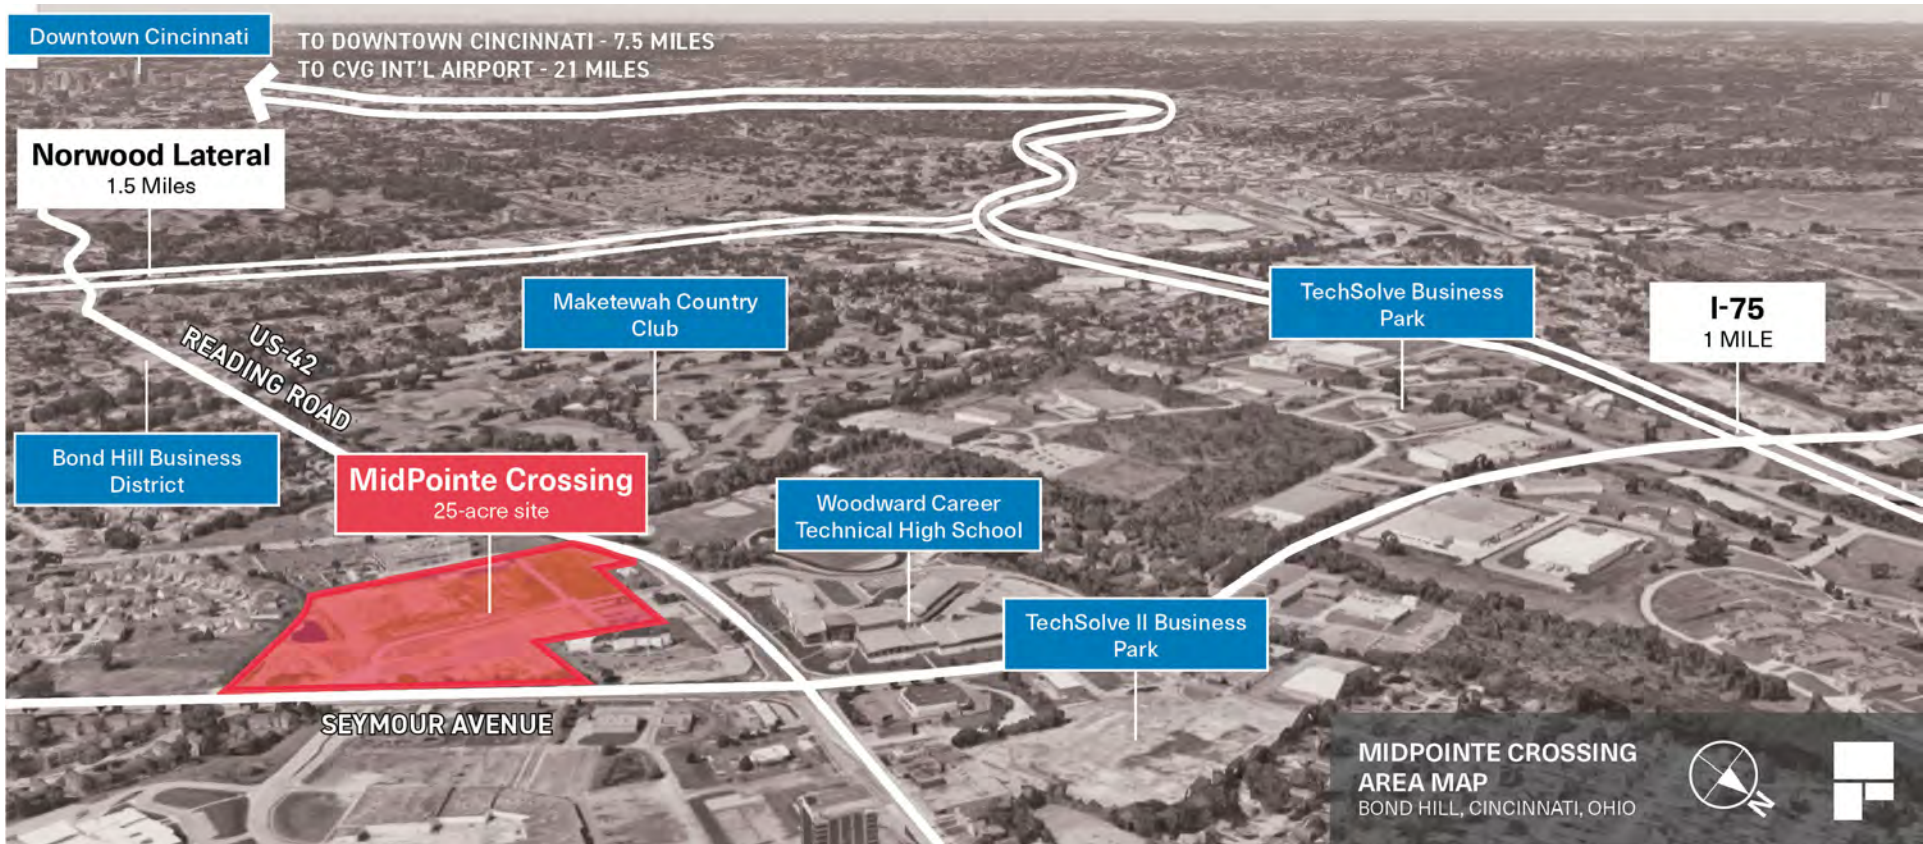 Downtown Cincinnati
TO DOWNTOWN CINCINNATI - 7.5 MILES
TO CVG INT'L AIRPORT - 21 MILES
Norwood Lateral
1.5 Miles
Maketewah Country
Club
TechSolve Business
Park
I-75
1 MILE
US-42
READING ROAD
Bond Hill Business
District
MidPointe Crossing
25-acre site
Woodward Career
Technical High School
TechSolve II Business
Park
SEYMOUR AVENUE
MIDPOINTE CROSSING
AREA MAP
BOND HILL, CINCINNATI, OHIO
N